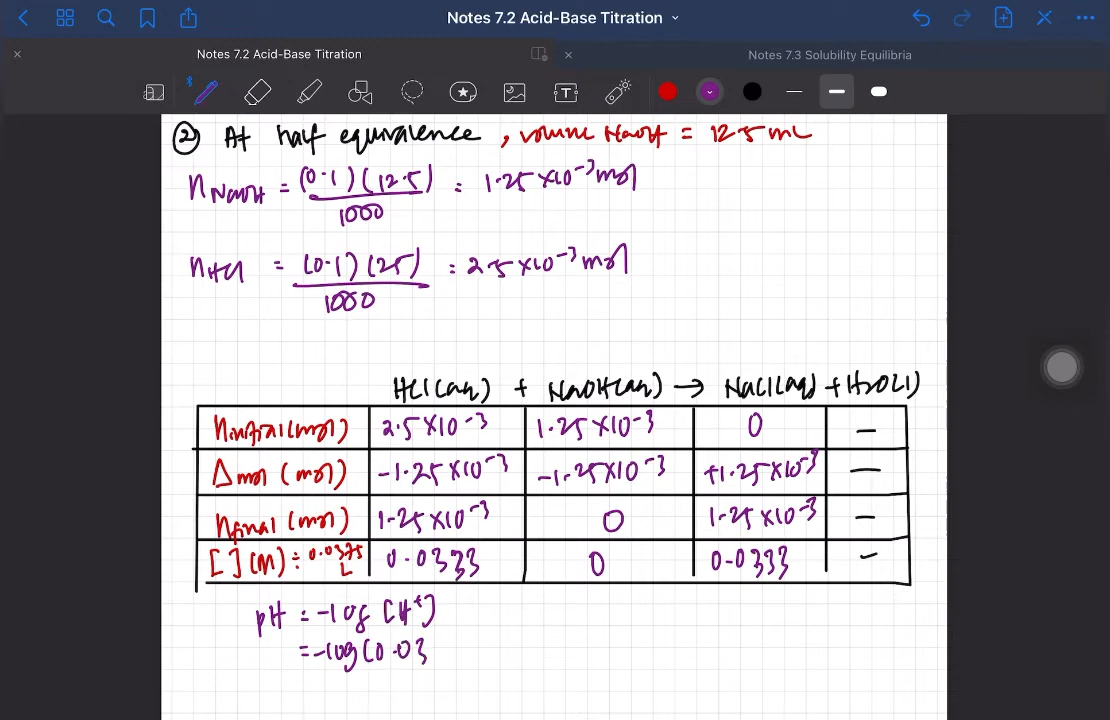 Notes 7.2 Acid-Base Titration
Notes 7.2 Acid-Base Titration
Notes 7.3 Solubility Equilibria
② At half equivalence, volume NaOH = 12.5 mL
nNaOH = (0.1)(12.5) / 1000 = 1.25 × 10⁻³ mol
nHCl = (0.1)(25) / 1000 = 2.5 × 10⁻³ mol
HCl(aq) + NaOH(aq) → NaCl(aq) + H2O(l)
ninitial (mol) 2.5 × 10⁻³ 1.25 × 10⁻³ 0 –
Δmol (mol) -1.25 × 10⁻³ -1.25 × 10⁻³ +1.25 × 10⁻³ –
nfinal (mol) 1.25 × 10⁻³ 0 1.25 × 10⁻³ –
[ ](M) ÷ 0.0375 L 0.0333 0 0.0333 –
pH = -log [H⁺]
= -log (0.03